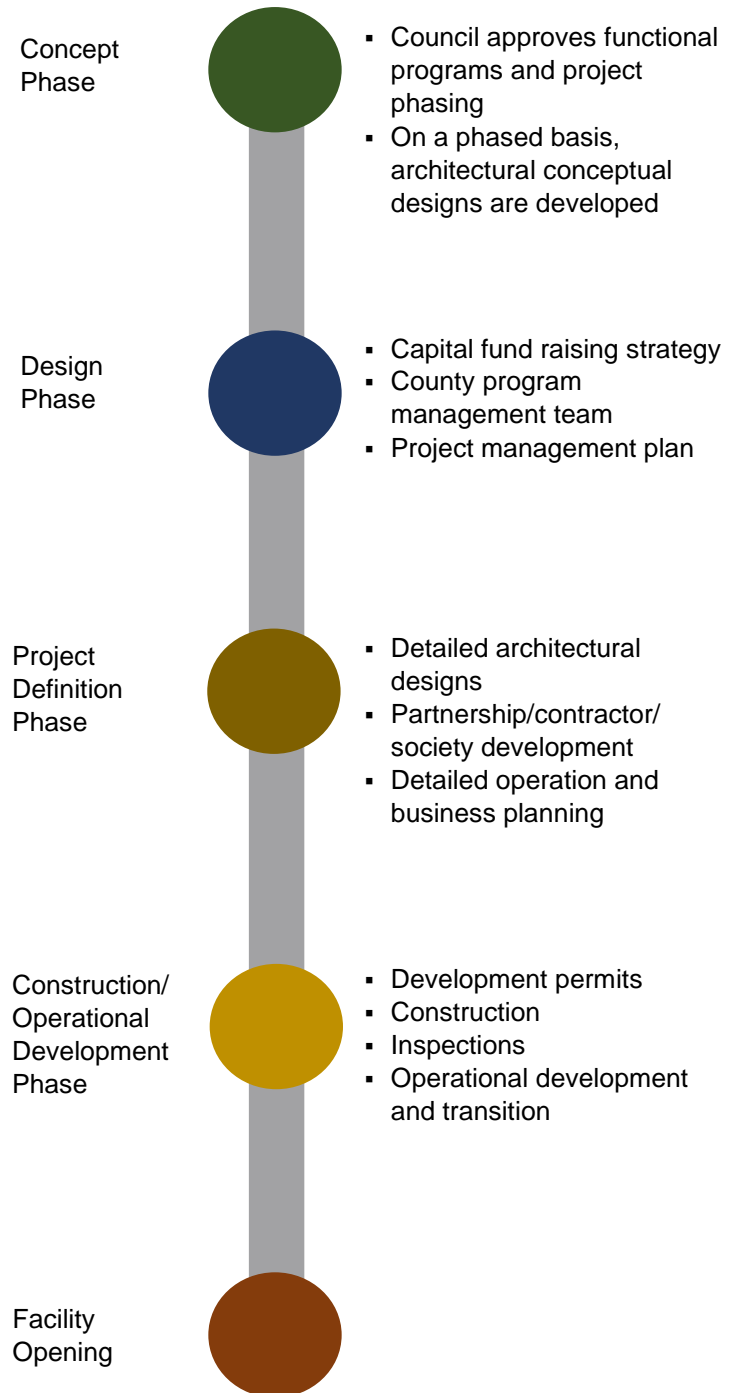 Concept
Phase
▪ Council approves functional
programs and project
phasing
▪ On a phased basis,
architectural conceptual
designs are developed
Design
Phase
▪ Capital fund raising strategy
▪ County program
management team
▪ Project management plan
Project
Definition
Phase
▪ Detailed architectural
designs
▪ Partnership/contractor/
society development
▪ Detailed operation and
business planning
Construction/
Operational
Development
Phase
▪ Development permits
▪ Construction
▪ Inspections
▪ Operational development
and transition
Facility
Opening